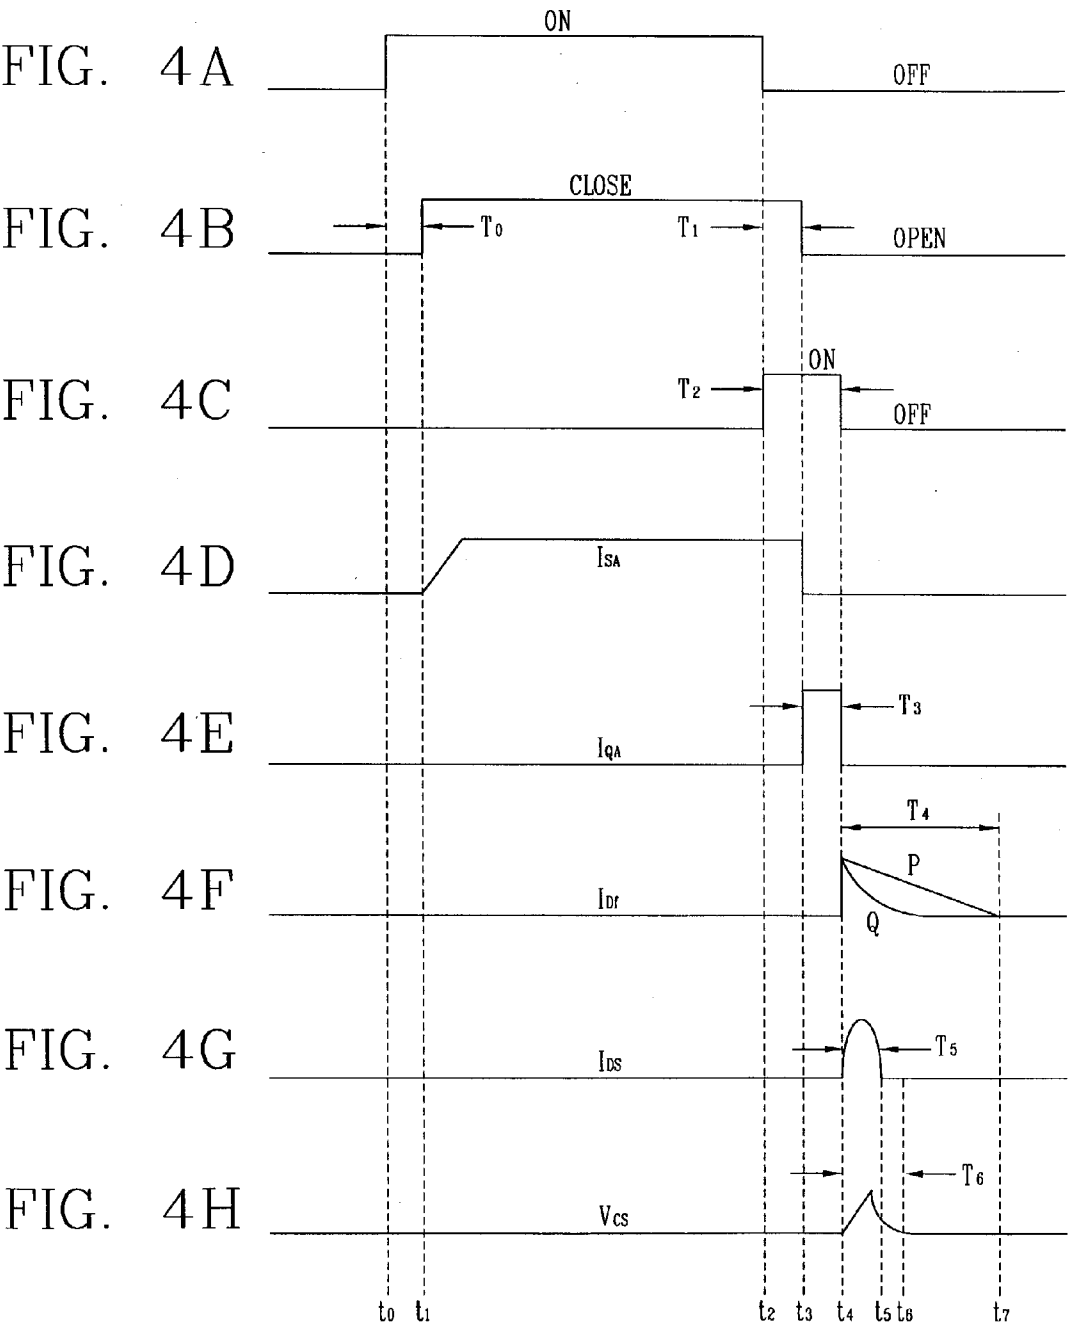 ON
FIG. 4A
OFF
CLOSE
FIG. 4B
T0
T1
OPEN
ON
FIG. 4C
T2
OFF
FIG. 4D
ISA
FIG. 4E
T3
IQA
T4
FIG. 4F
P
IDf
Q
FIG. 4G
T5
IDS
T6
FIG. 4H
VCS
t0 t1 t2 t3 t4 t5 t6 t7